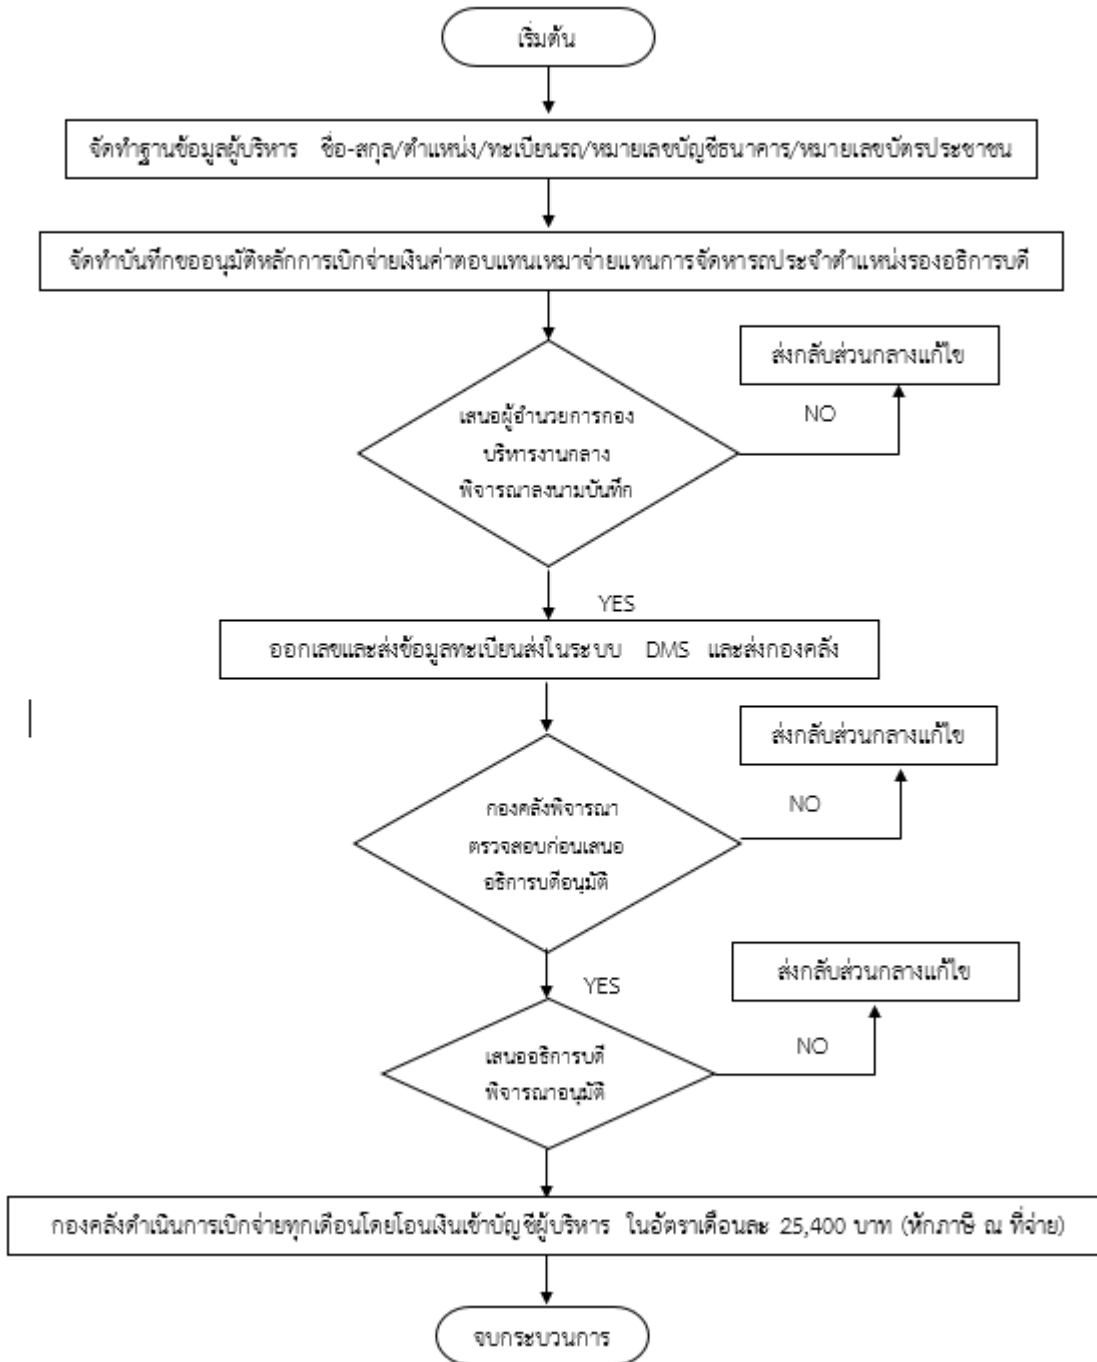 เริ่มต้น
จัดทำฐานข้อมูลผู้บริหาร ชื่อ-สกุล/ตำแหน่ง/ทะเบียนรถ/หมายเลขบัญชีธนาคาร/หมายเลขบัตรประชาชน
จัดทำบันทึกขออนุมัติหลักการเบิกจ่ายเงินค่าตอบแทนเหมาจ่ายแทนการจัดหารถประจำตำแหน่งรองอธิการบดี
ส่งกลับส่วนกลางแก้ไข
NO
เสนอผู้อำนวยการกอง
บริหารงานกลาง
พิจารณาลงนามบันทึก
YES
ออกเลขและส่งข้อมูลทะเบียนส่งในระบบ DMS และส่งกองคลัง
ส่งกลับส่วนกลางแก้ไข
NO
กองคลังพิจารณา
ตรวจสอบก่อนเสนอ
อธิการบดีอนุมัติ
YES
ส่งกลับส่วนกลางแก้ไข
NO
เสนออธิการบดี
พิจารณาอนุมัติ
กองคลังดำเนินการเบิกจ่ายทุกเดือนโดยโอนเงินเข้าบัญชีผู้บริหาร ในอัตราเดือนละ 25,400 บาท (หักภาษี ณ ที่จ่าย)
จบกระบวนการ